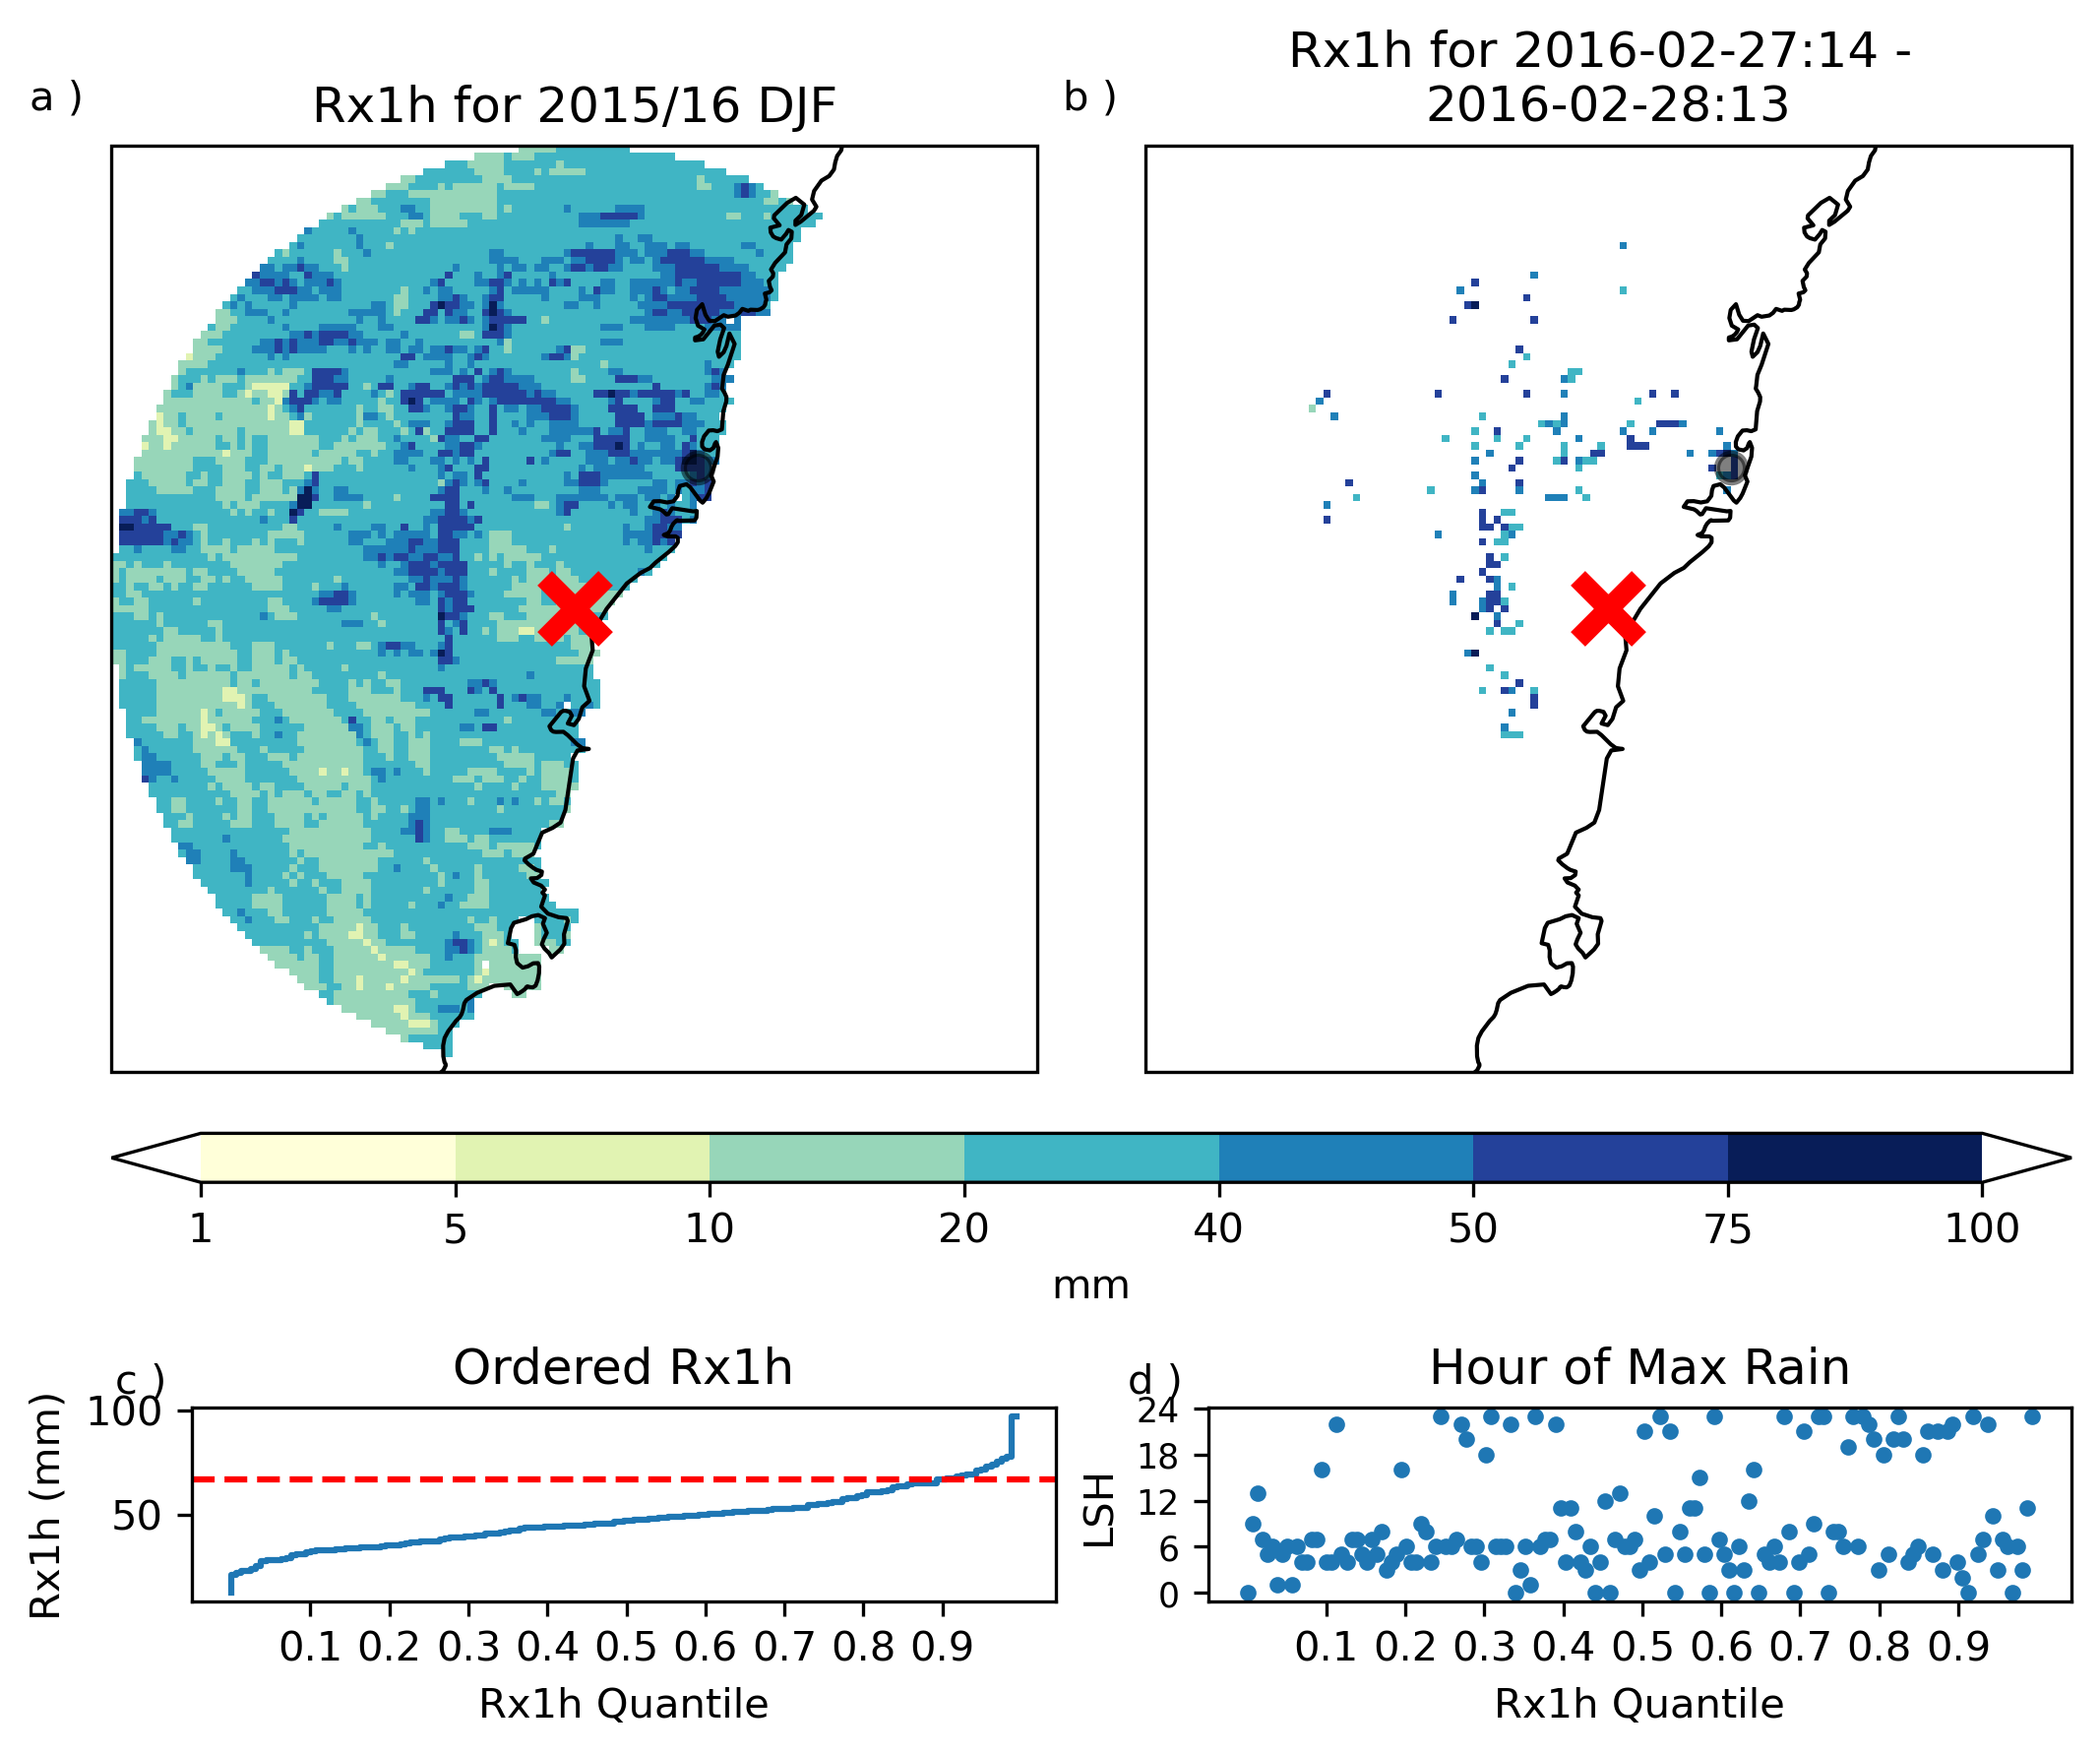 a )
Rx1h for 2015/16 DJF
b )
Rx1h for 2016-02-27:14 -
2016-02-28:13
1 5 10 20 40 50 75 100
mm
c )
Ordered Rx1h
Rx1h (mm)
100
50
0.1 0.2 0.3 0.4 0.5 0.6 0.7 0.8 0.9
Rx1h Quantile
d )
Hour of Max Rain
LSH
24
18
12
6
0
0.1 0.2 0.3 0.4 0.5 0.6 0.7 0.8 0.9
Rx1h Quantile